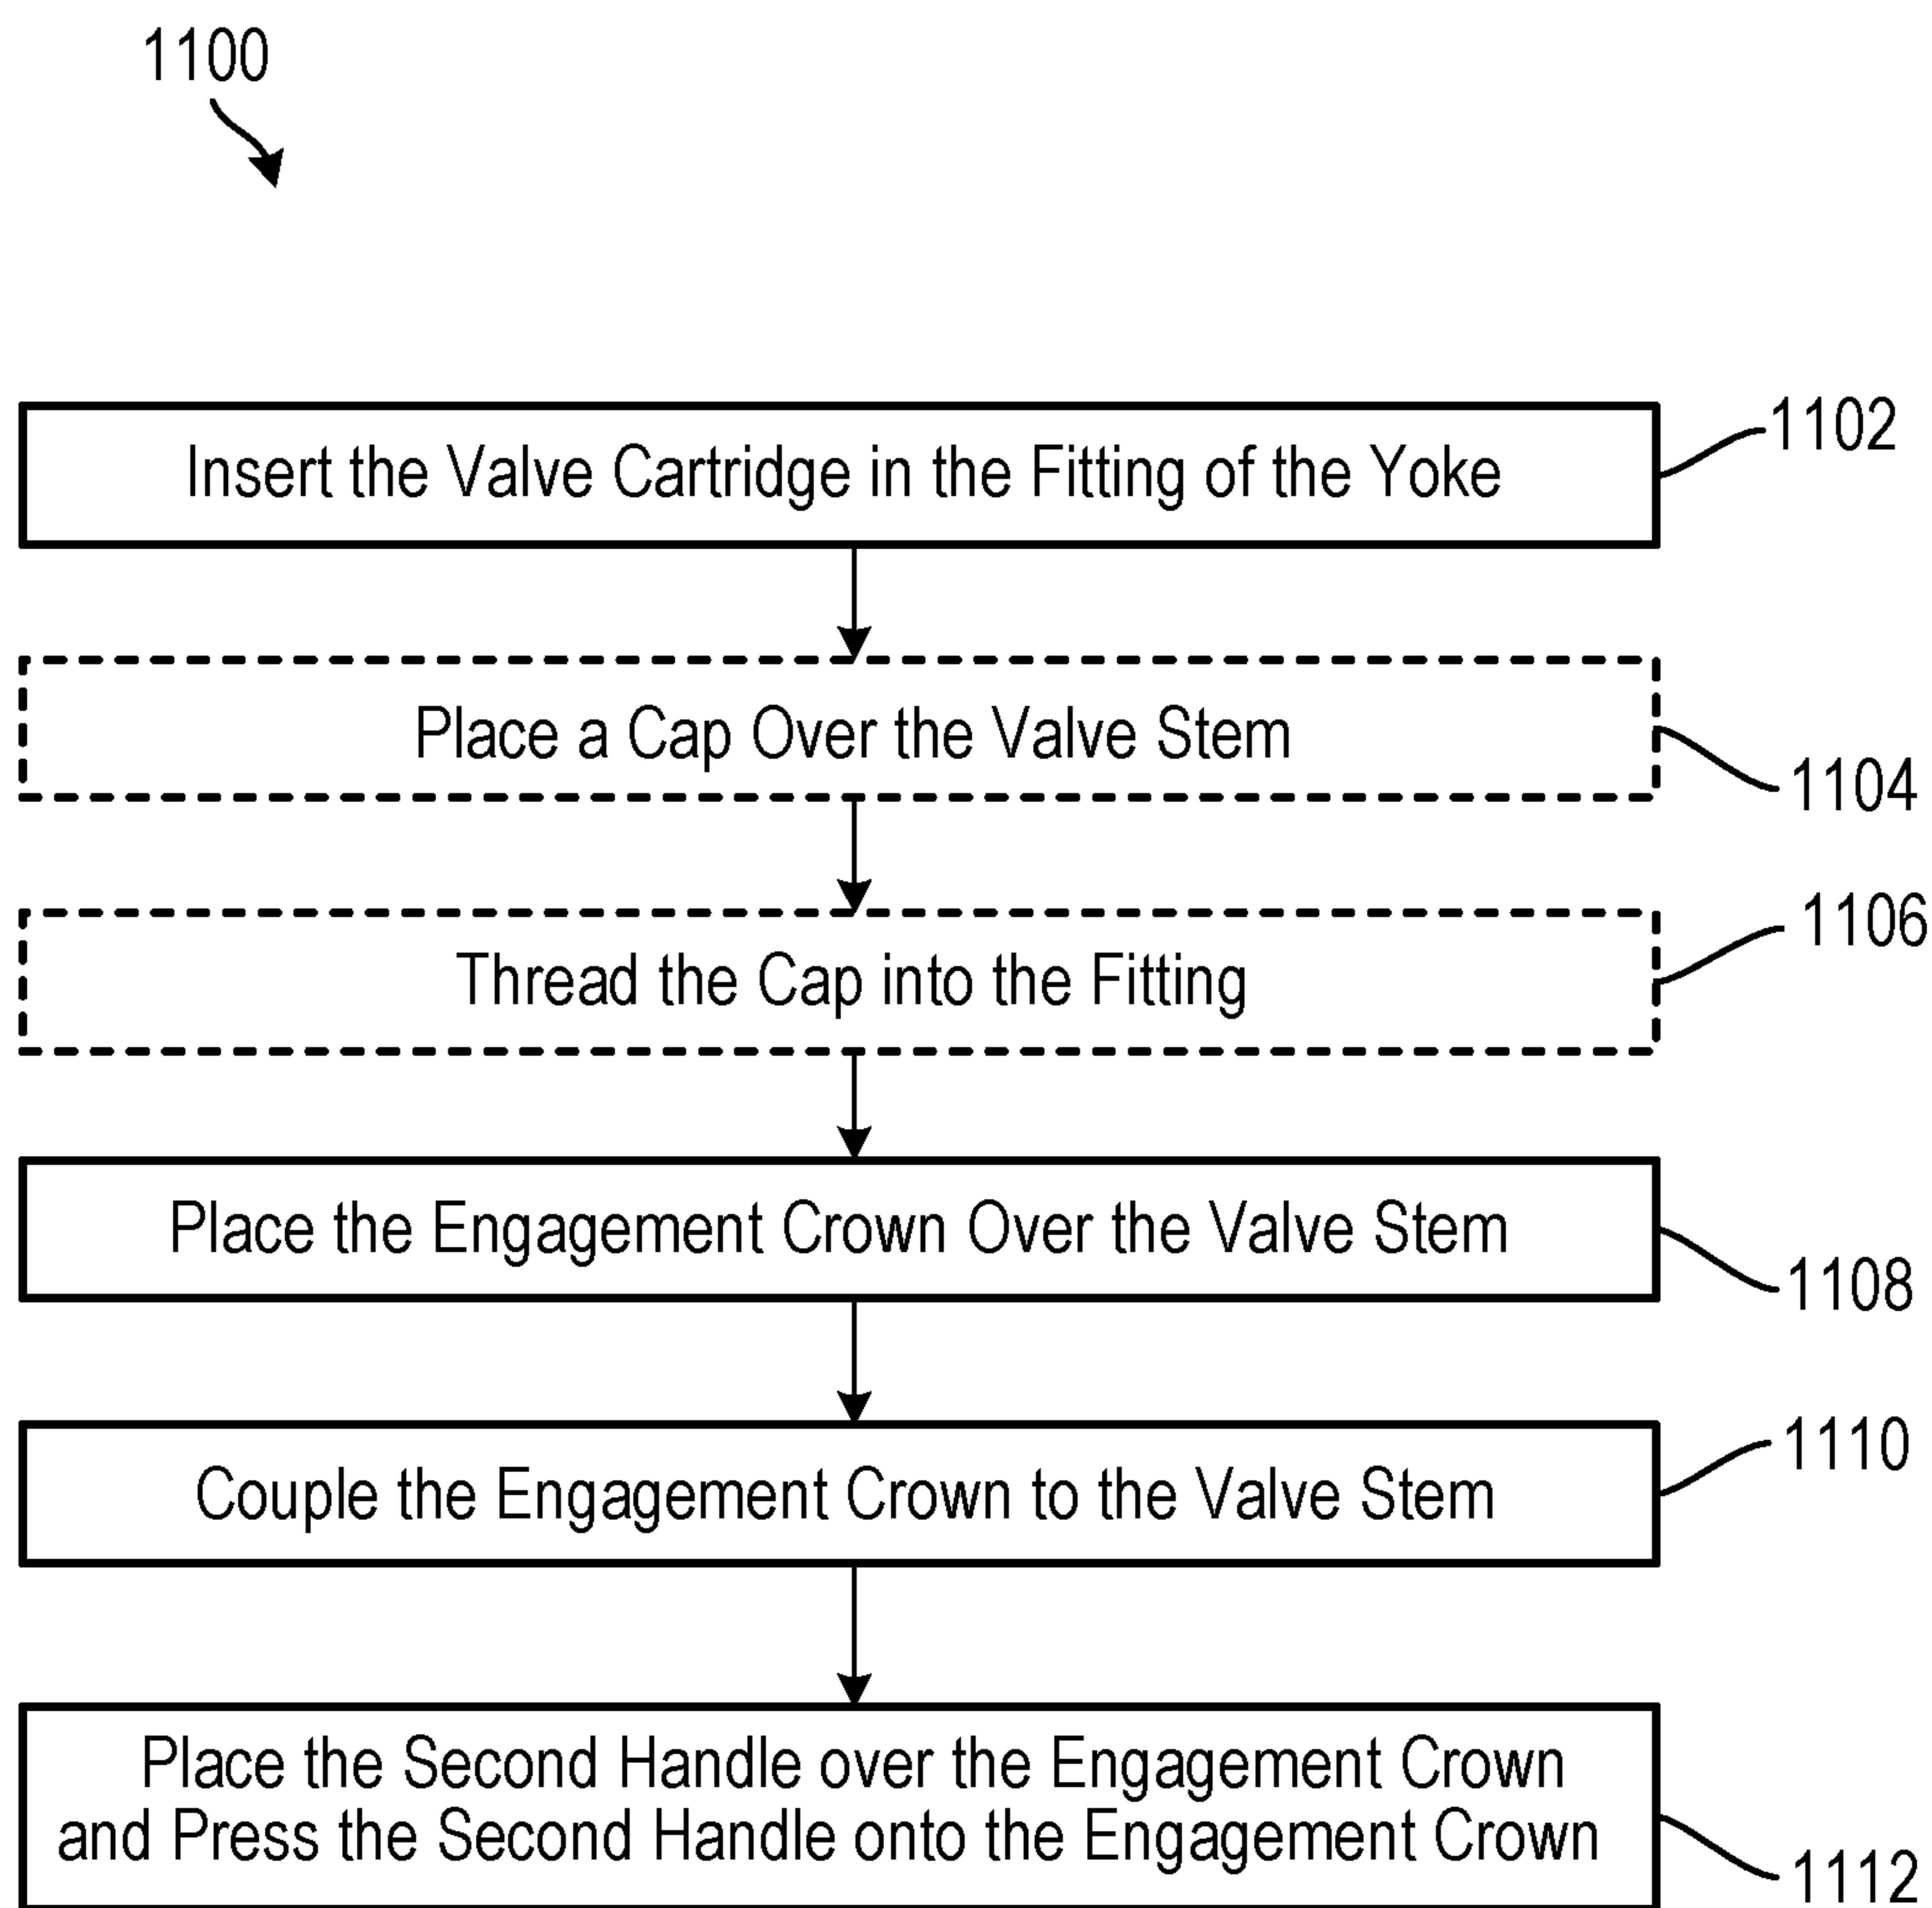 1100
Insert the Valve Cartridge in the Fitting of the Yoke
1102
Place a Cap Over the Valve Stem
1104
Thread the Cap into the Fitting
1106
Place the Engagement Crown Over the Valve Stem
1108
Couple the Engagement Crown to the Valve Stem
1110
Place the Second Handle over the Engagement Crown
and Press the Second Handle onto the Engagement Crown
1112